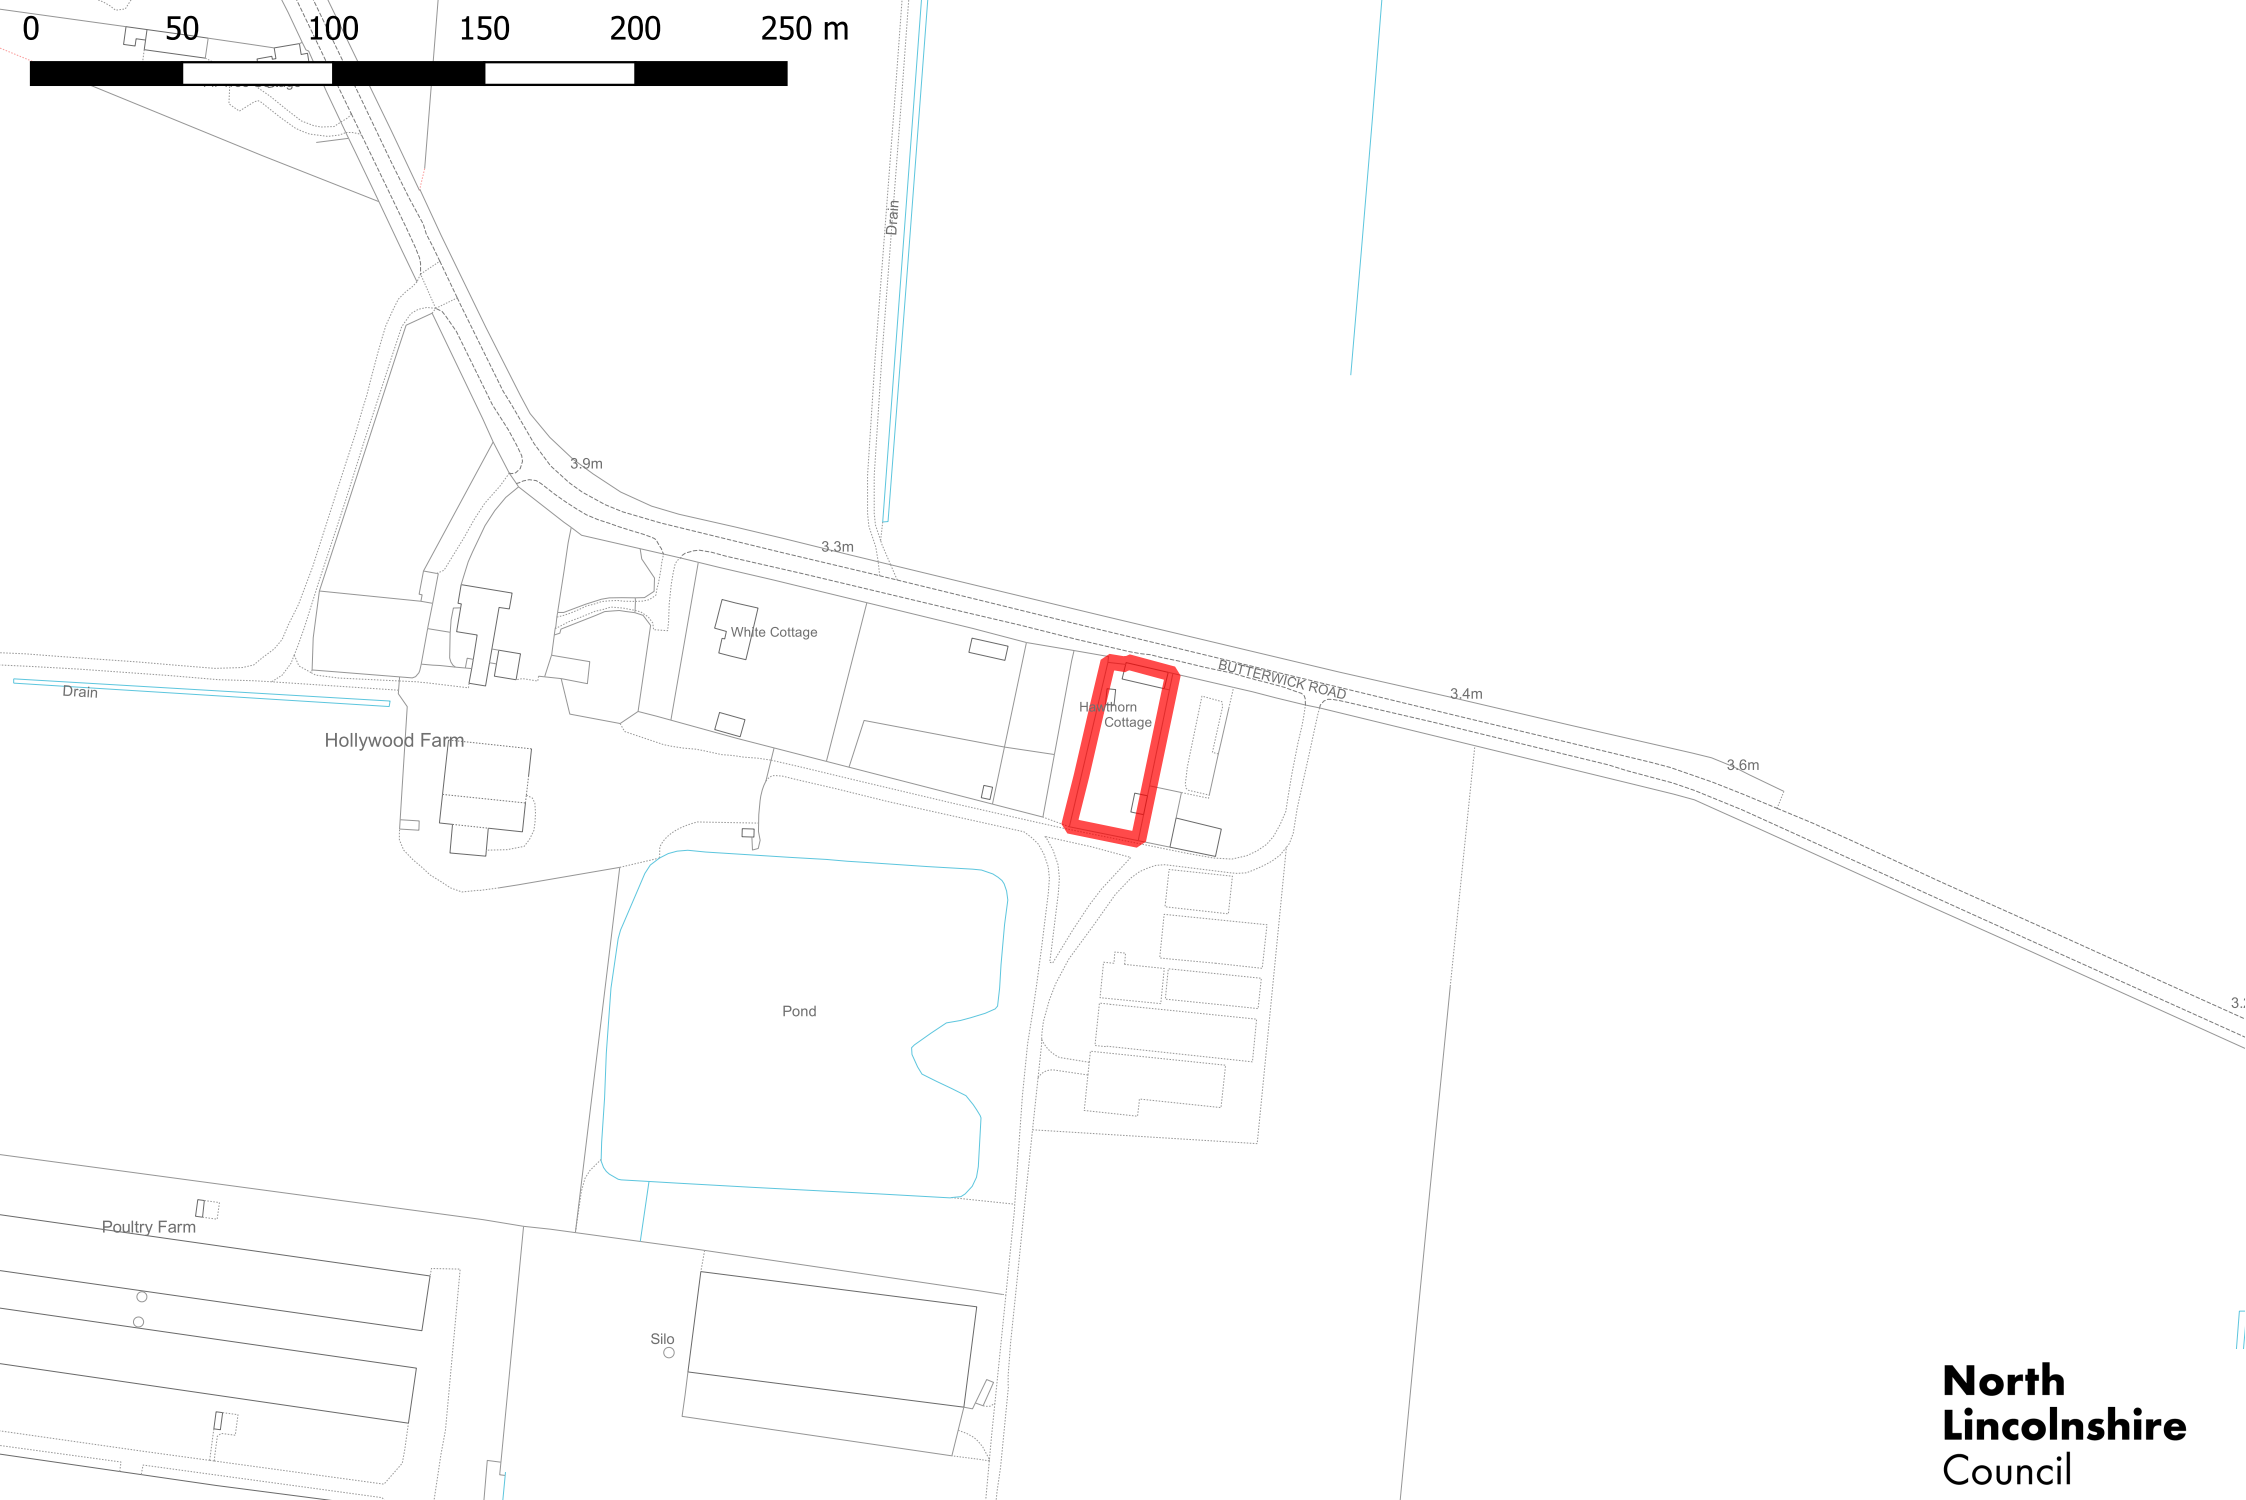 0 50 100 150 200 250 m
Drain
3.9m
3.3m
White Cottage
BUTTERWICK ROAD
3.4m
Hawthorn
Cottage
Drain
Hollywood Farm
3.6m
Pond
Poultry Farm
Silo
North
Lincolnshire
Council